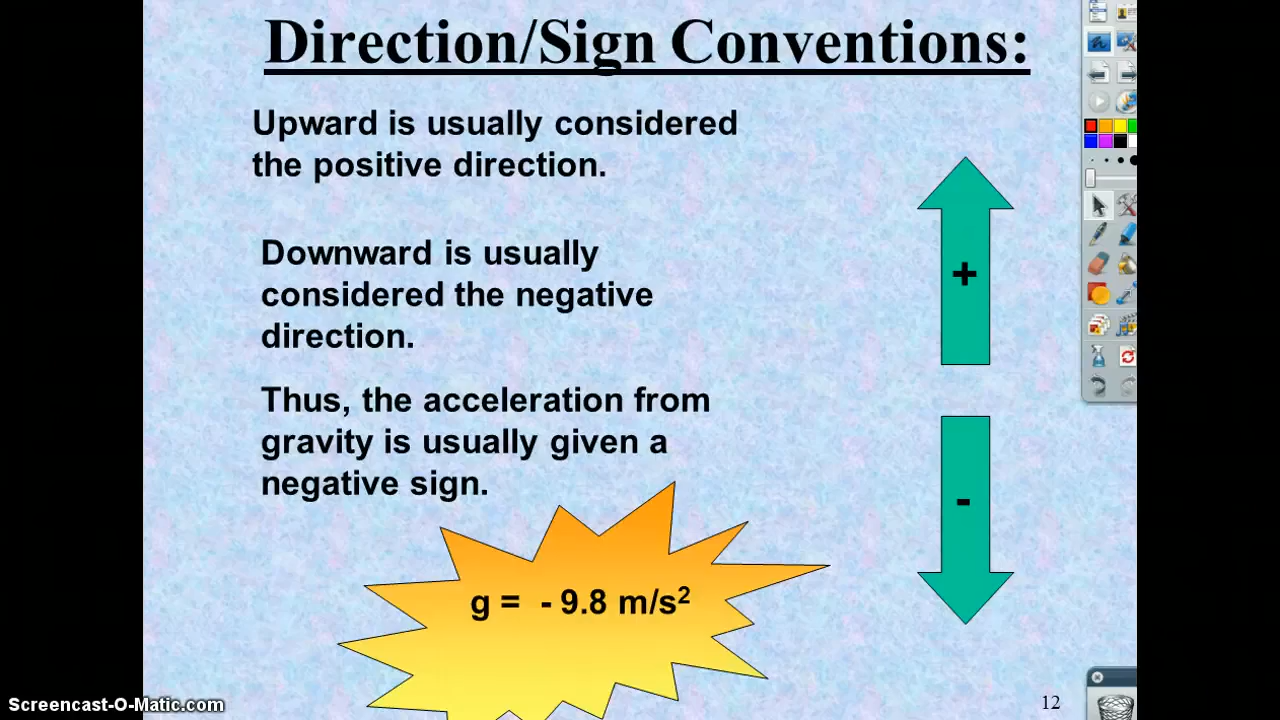 Direction/Sign Conventions:
Upward is usually considered
the positive direction.
+
Downward is usually
considered the negative
direction.
Thus, the acceleration from
gravity is usually given a
negative sign.
-
g = - 9.8 m/s²
12
Screencast-O-Matic.com